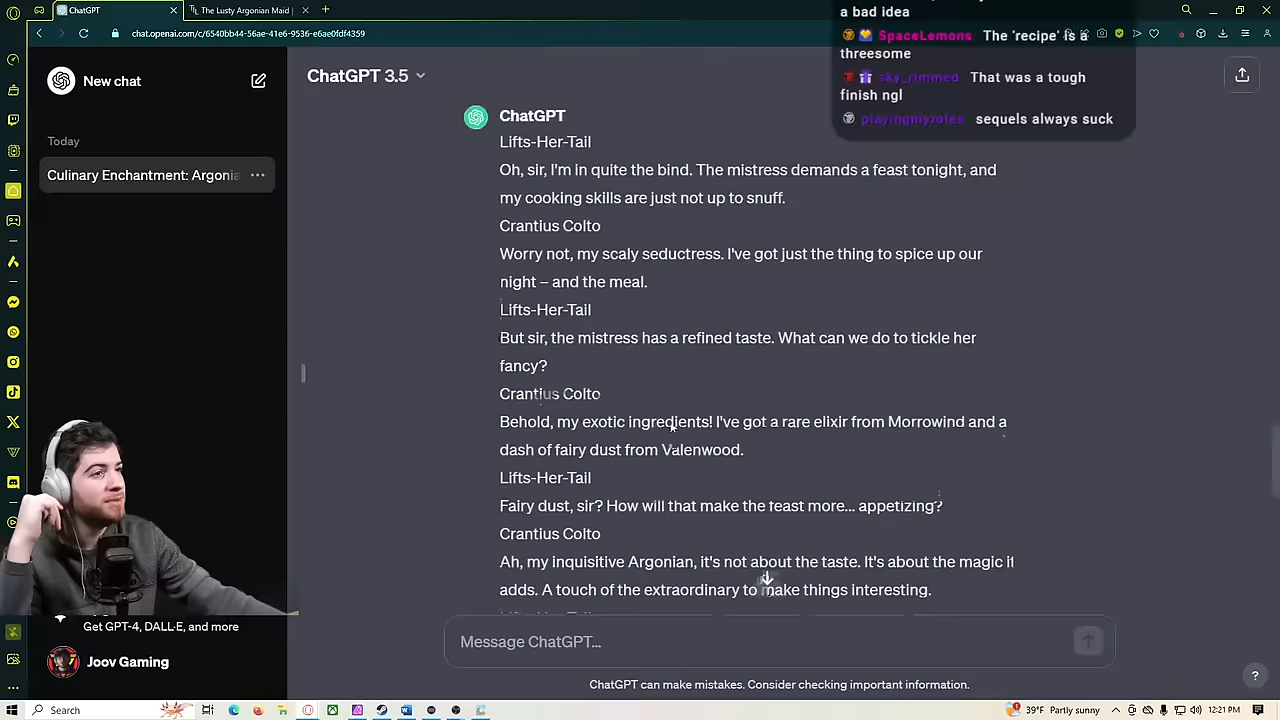 ChatGPT
The Lusty Argonian Maid |
chat.openai.com/c/6540bb44-56ae-41e6-9536-e6ae0fdf4359
a bad idea
SpaceLemons The 'recipe' is a
threesome
sky_rimmed That was a tough
finish ngl
playingmyroles sequels always suck
New chat
ChatGPT 3.5
Today
Culinary Enchantment: Argonia
ChatGPT
Lifts-Her-Tail
Oh, sir, I'm in quite the bind. The mistress demands a feast tonight, and
my cooking skills are just not up to snuff.
Crantius Colto
Worry not, my scaly seductress. I've got just the thing to spice up our
night – and the meal.
Lifts-Her-Tail
But sir, the mistress has a refined taste. What can we do to tickle her
fancy?
Crantius Colto
Behold, my exotic ingredients! I've got a rare elixir from Morrowind and a
dash of fairy dust from Valenwood.
Lifts-Her-Tail
Fairy dust, sir? How will that make the feast more... appetizing?
Crantius Colto
Ah, my inquisitive Argonian, it's not about the taste. It's about the magic it
adds. A touch of the extraordinary to make things interesting.
Get GPT-4, DALL·E, and more
Joov Gaming
Message ChatGPT...
ChatGPT can make mistakes. Consider checking important information.
?
Search
39°F Partly sunny
12:21 PM